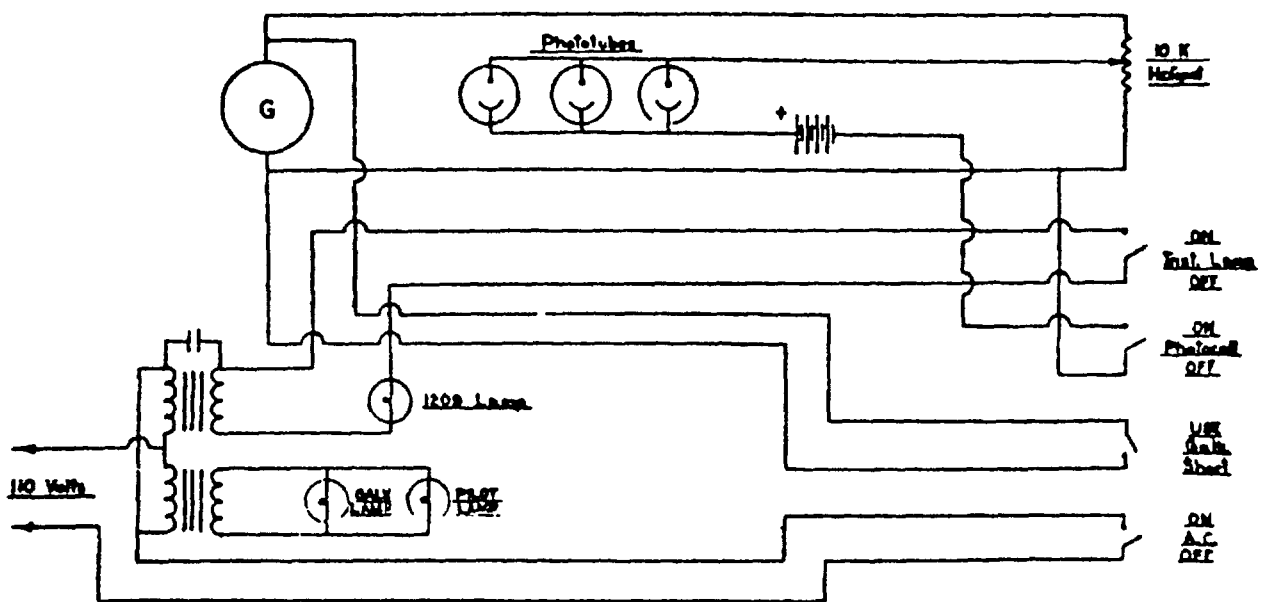 Phototubes
10 K
Helipot
G
+
ON
Inst. Lamp
OFF
ON
Photocell
OFF
Lamp
USE
Galv.
Short
110 Volts
GALV
LAMP
PILOT
LAMP
ON
A.C.
OFF